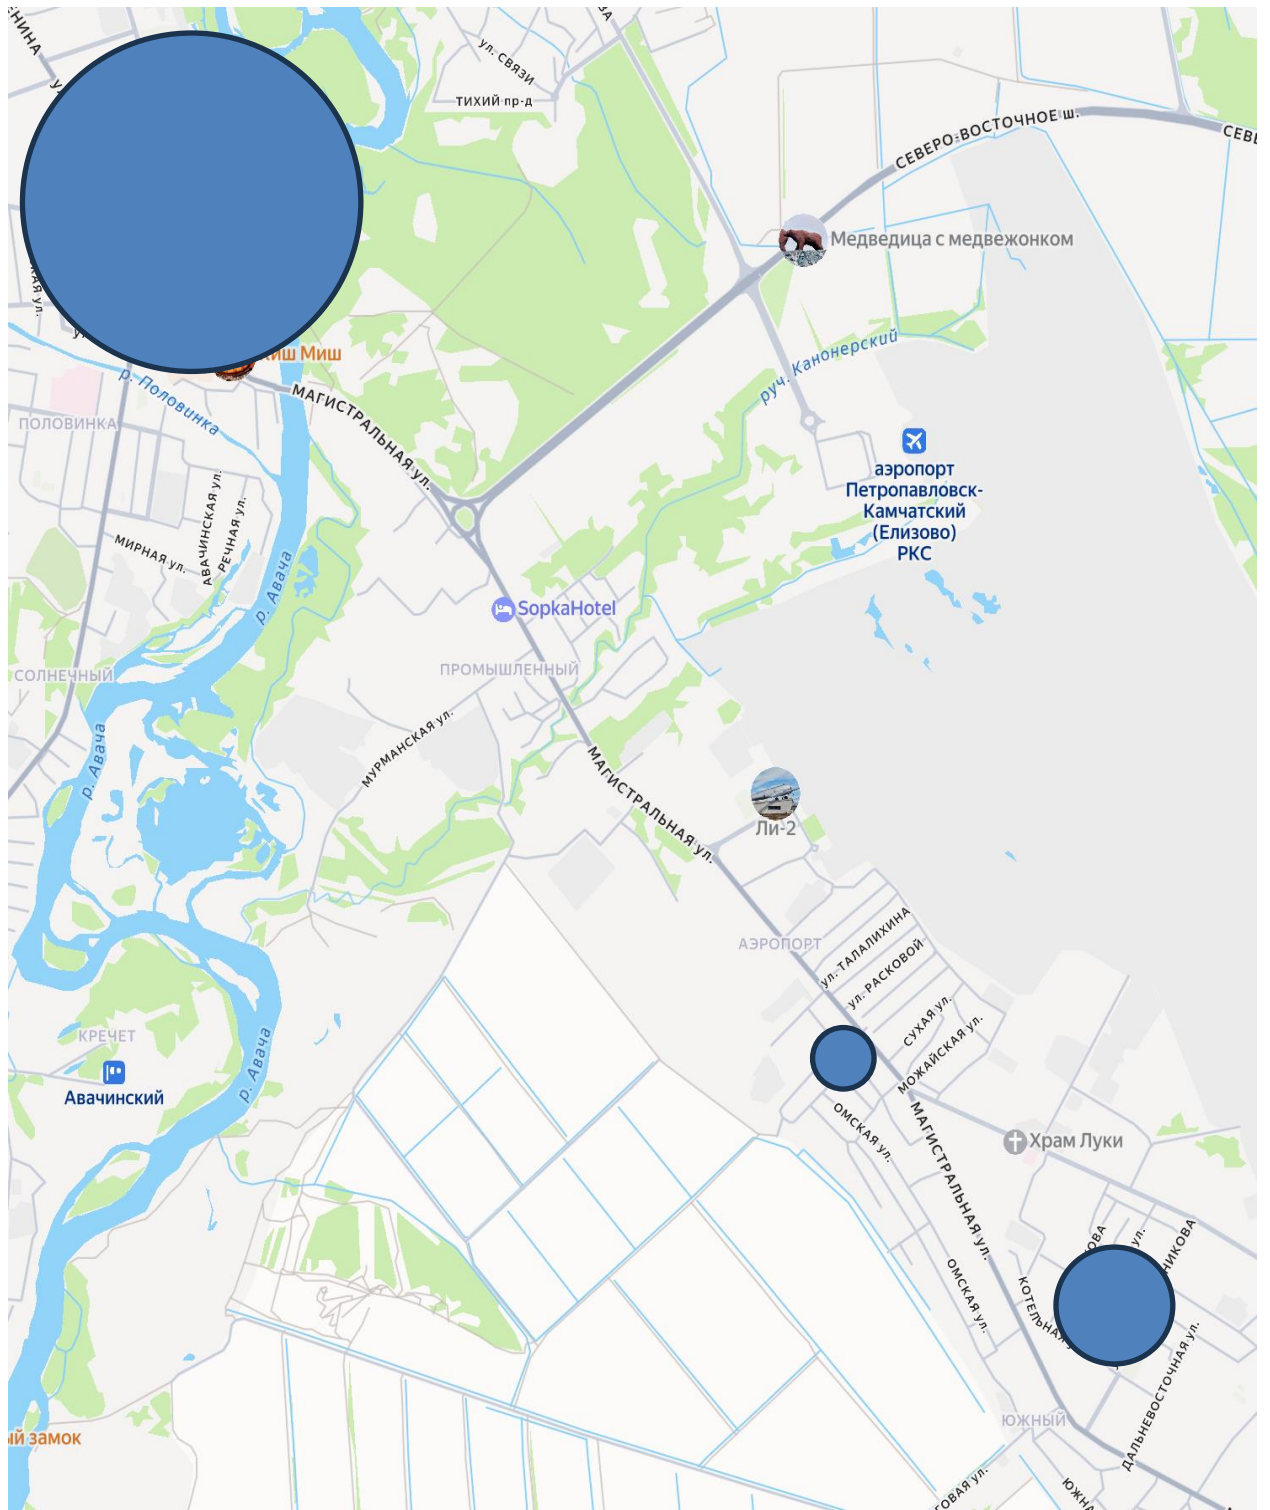 ул. СВЯЗИ
ТИХИЙ пр-д
СЕВЕРО-ВОСТОЧНОЕ ш.
Медведица с медвежонком
руч. Канонерский
Миш
р. Половинка
МАГИСТРАЛЬНАЯ ул.
ПОЛОВИНКА
аэропорт
Петропавловск-
Камчатский
(Елизово)
РКС
АВАЧИНСКАЯ ул.
РЕЧНАЯ ул.
МИРНАЯ ул.
р. Авача
SopkaHotel
СОЛНЕЧНЫЙ
ПРОМЫШЛЕННЫЙ
р. Авача
МУРМАНСКАЯ ул.
МАГИСТРАЛЬНАЯ ул.
Ли-2
АЭРОПОРТ
ул. ТАЛАЛИХИНА
ул. РАСКОВОЙ
СУХАЯ ул.
МОЖАЙСКАЯ ул.
КРЕЧЕТ
Авачинский
р. Авача
ОМСКАЯ ул.
МАГИСТРАЛЬНАЯ ул.
Храм Луки
ОМСКАЯ ул.
КОТЕЛЬНАЯ
ул.
ДАЛЬНЕВОСТОЧНАЯ ул.
ЮЖНЫЙ
замок